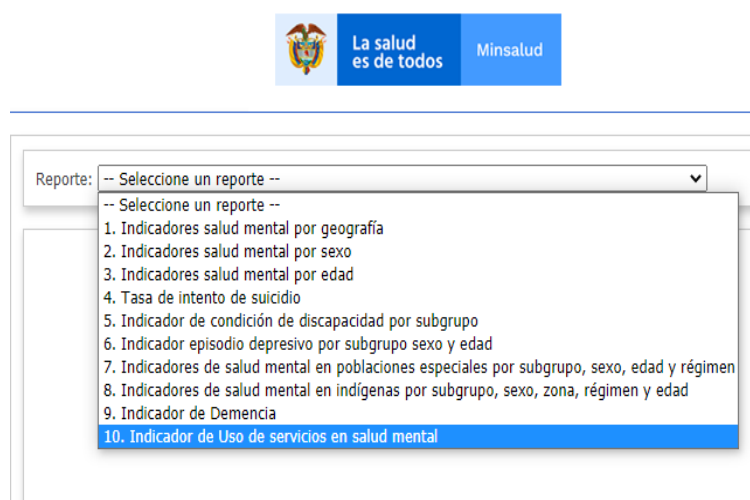 La salud
es de todos
Minsalud
Reporte: -- Seleccione un reporte --
-- Seleccione un reporte --
1. Indicadores salud mental por geografía
2. Indicadores salud mental por sexo
3. Indicadores salud mental por edad
4. Tasa de intento de suicidio
5. Indicador de condición de discapacidad por subgrupo
6. Indicador episodio depresivo por subgrupo sexo y edad
7. Indicadores de salud mental en poblaciones especiales por subgrupo, sexo, edad y régimen
8. Indicadores de salud mental en indígenas por subgrupo, sexo, zona, régimen y edad
9. Indicador de Demencia
10. Indicador de Uso de servicios en salud mental